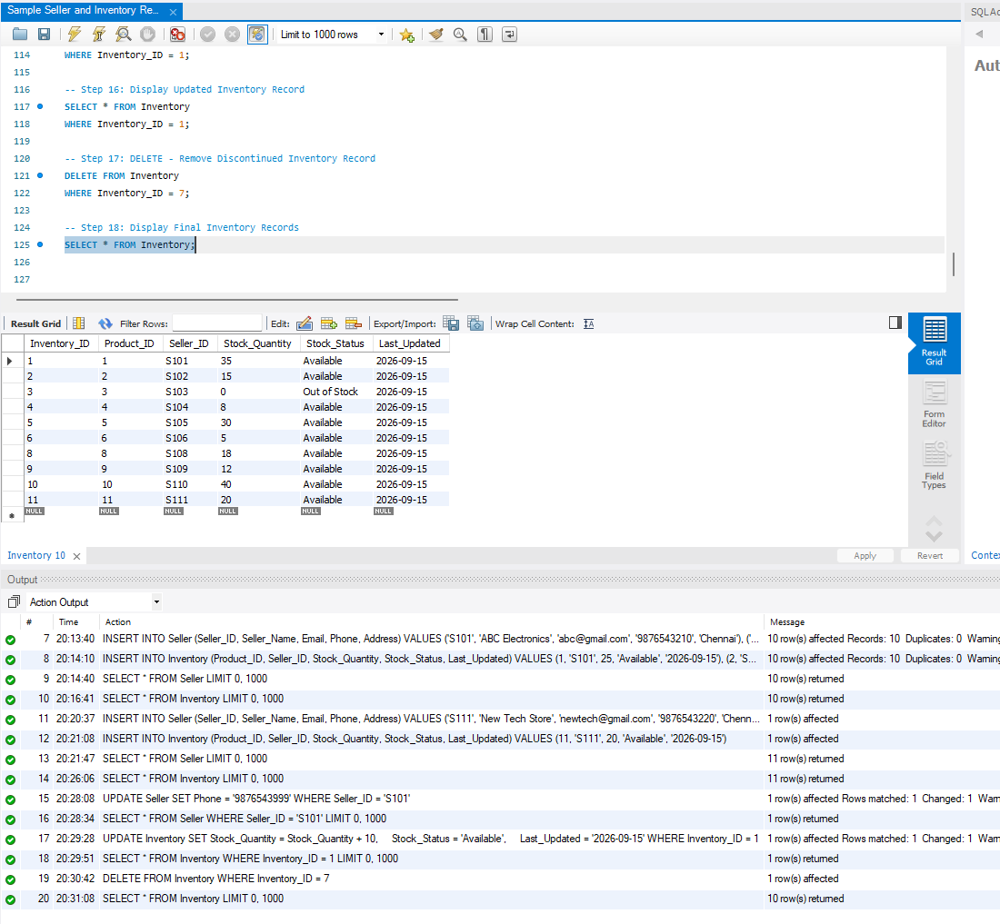 Sample Seller and Inventory Re...
SQLAc
Limit to 1000 rows
Aut
114 WHERE Inventory_ID = 1;
115
116 -- Step 16: Display Updated Inventory Record
117 SELECT * FROM Inventory
118 WHERE Inventory_ID = 1;
119
120 -- Step 17: DELETE - Remove Discontinued Inventory Record
121 DELETE FROM Inventory
122 WHERE Inventory_ID = 7;
123
124 -- Step 18: Display Final Inventory Records
125 SELECT * FROM Inventory;
126
127
Result Grid Filter Rows: Edit: Export/Import: Wrap Cell Content:
Inventory_ID Product_ID Seller_ID Stock_Quantity Stock_Status Last_Updated
1 1 S101 35 Available 2026-09-15
2 2 S102 15 Available 2026-09-15
3 3 S103 0 Out of Stock 2026-09-15
4 4 S104 8 Available 2026-09-15
5 5 S105 30 Available 2026-09-15
6 6 S106 5 Available 2026-09-15
8 8 S108 18 Available 2026-09-15
9 9 S109 12 Available 2026-09-15
10 10 S110 40 Available 2026-09-15
11 11 S111 20 Available 2026-09-15
NULL NULL NULL NULL NULL NULL
Result
Grid
Form
Editor
Field
Types
Inventory 10
Apply
Revert
Contex
Output
Action Output
# Time Action Message
7 20:13:40 INSERT INTO Seller (Seller_ID, Seller_Name, Email, Phone, Address) VALUES ('S101', 'ABC Electronics', 'abc@gmail.com', '9876543210', 'Chennai'), ('... 10 row(s) affected Records: 10 Duplicates: 0 Warning
8 20:14:10 INSERT INTO Inventory (Product_ID, Seller_ID, Stock_Quantity, Stock_Status, Last_Updated) VALUES (1, 'S101', 25, 'Available', '2026-09-15'), (2, 'S... 10 row(s) affected Records: 10 Duplicates: 0 Warning
9 20:14:40 SELECT * FROM Seller LIMIT 0, 1000 10 row(s) returned
10 20:16:41 SELECT * FROM Inventory LIMIT 0, 1000 10 row(s) returned
11 20:20:37 INSERT INTO Seller (Seller_ID, Seller_Name, Email, Phone, Address) VALUES ('S111', 'New Tech Store', 'newtech@gmail.com', '9876543220', 'Chenn... 1 row(s) affected
12 20:21:08 INSERT INTO Inventory (Product_ID, Seller_ID, Stock_Quantity, Stock_Status, Last_Updated) VALUES (11, 'S111', 20, 'Available', '2026-09-15') 1 row(s) affected
13 20:21:47 SELECT * FROM Seller LIMIT 0, 1000 11 row(s) returned
14 20:26:06 SELECT * FROM Inventory LIMIT 0, 1000 11 row(s) returned
15 20:28:08 UPDATE Seller SET Phone = '9876543999' WHERE Seller_ID = 'S101' 1 row(s) affected Rows matched: 1 Changed: 1 Warn
16 20:28:34 SELECT * FROM Seller WHERE Seller_ID = 'S101' LIMIT 0, 1000 1 row(s) returned
17 20:29:28 UPDATE Inventory SET Stock_Quantity = Stock_Quantity + 10, Stock_Status = 'Available', Last_Updated = '2026-09-15' WHERE Inventory_ID = 1 1 row(s) affected Rows matched: 1 Changed: 1 Warn
18 20:29:51 SELECT * FROM Inventory WHERE Inventory_ID = 1 LIMIT 0, 1000 1 row(s) returned
19 20:30:42 DELETE FROM Inventory WHERE Inventory_ID = 7 1 row(s) affected
20 20:31:08 SELECT * FROM Inventory LIMIT 0, 1000 10 row(s) returned